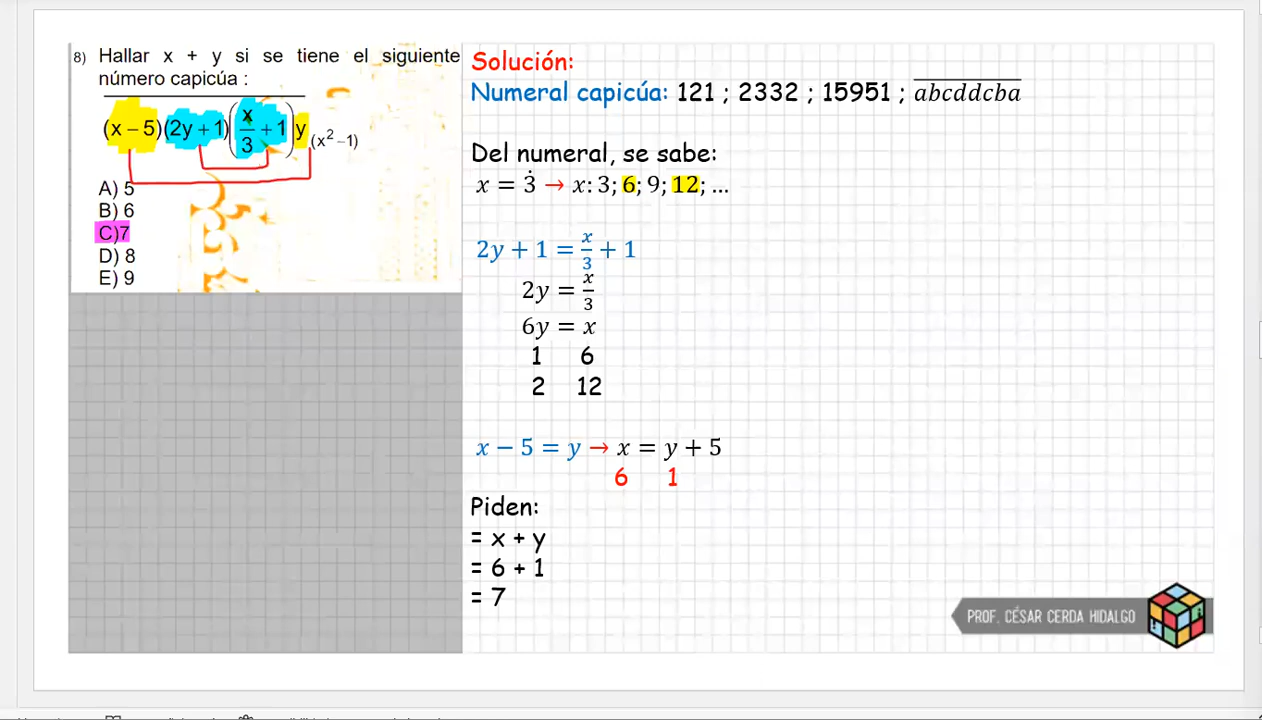 8) Hallar x + y si se tiene el siguiente
número capicúa :
(x – 5)(2y + 1)(x/3 + 1)y(x² –1)
A) 5
B) 6
C)7
D) 8
E) 9
Solución:
Numeral capicúa: 121 ; 2332 ; 15951 ; abcddcba
Del numeral, se sabe:
x = 3̇ → x: 3; 6; 9; 12; ...
2y + 1 = x/3 + 1
2y = x/3
6y = x
1 6
2 12
x − 5 = y → x = y + 5
6 1
Piden:
= x + y
= 6 + 1
= 7
PROF. CÉSAR CERDA HIDALGO